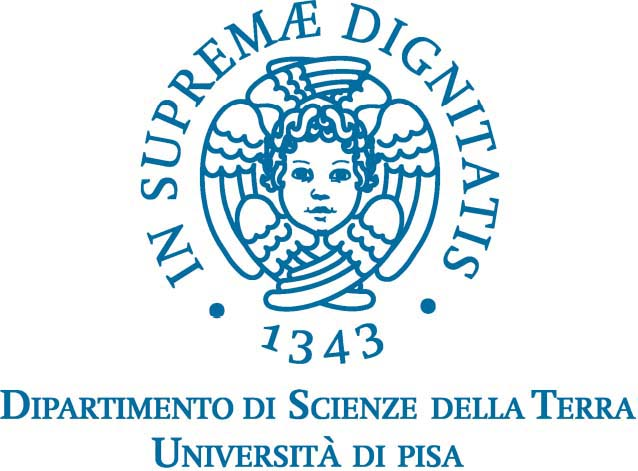 IN SUPREMÆ DIGNITATIS
· 1343 ·
DIPARTIMENTO DI SCIENZE DELLA TERRA
UNIVERSITÀ DI PISA